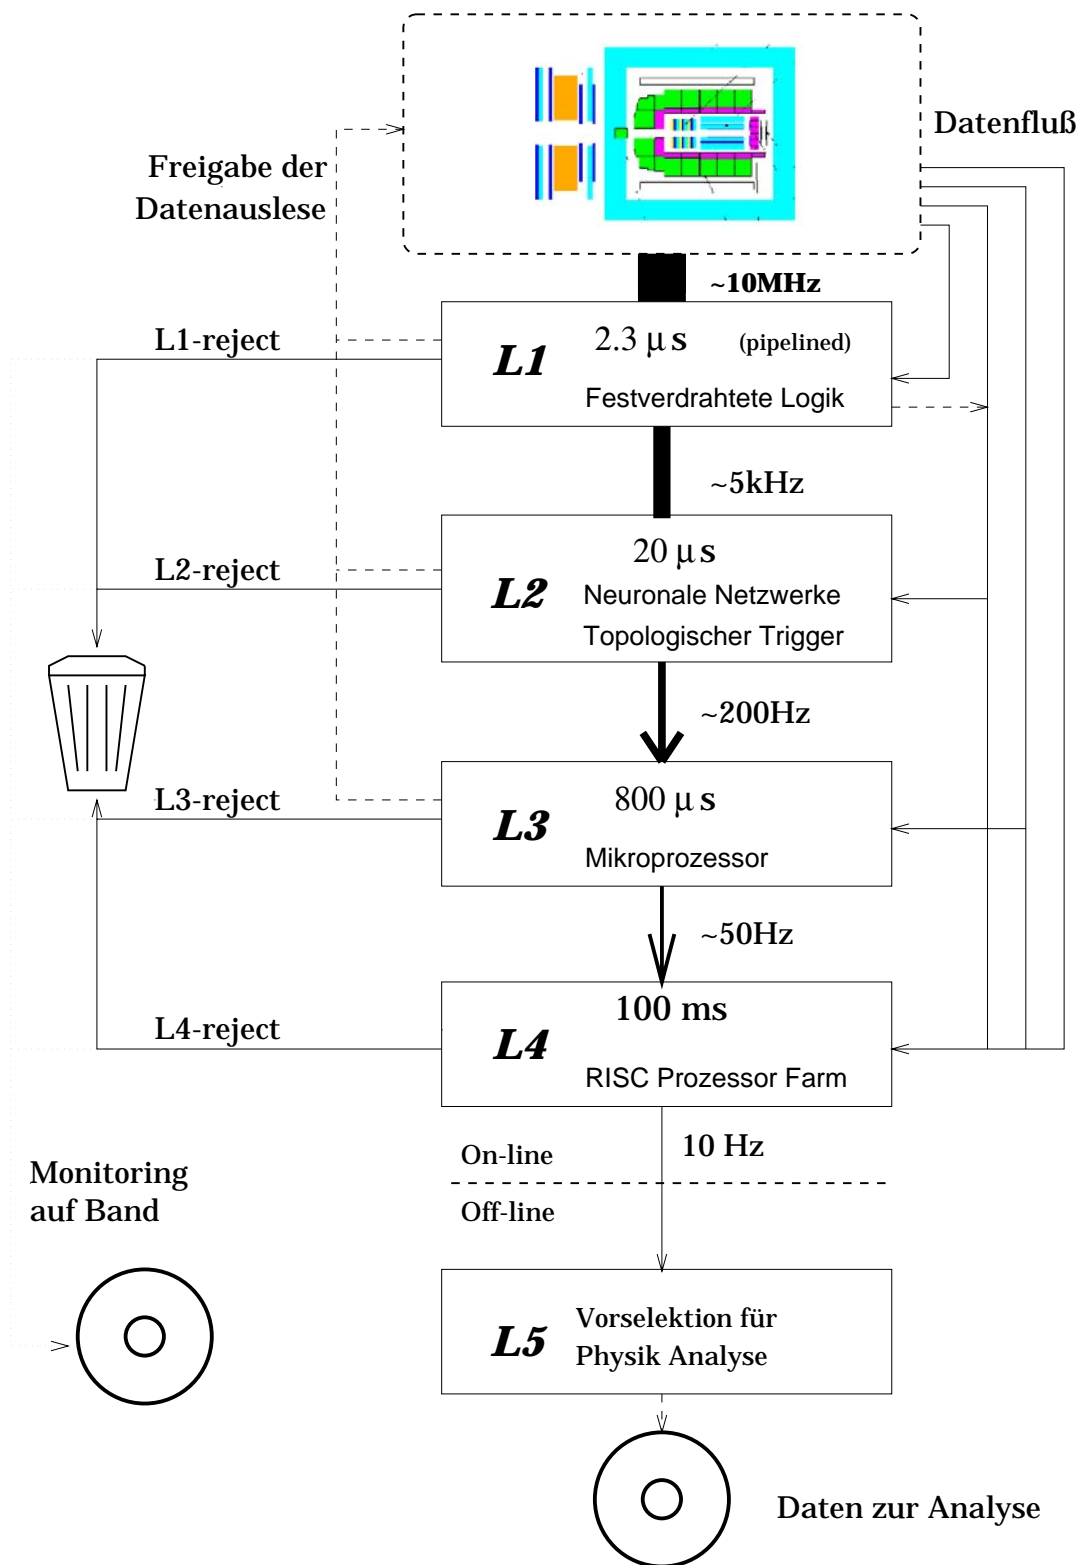 Datenfluß
Freigabe der
Datenauslese
~10MHz
L1-reject
L1
2.3 µs (pipelined)
Festverdrahtete Logik
~5kHz
L2-reject
L2
20 µs
Neuronale Netzwerke
Topologischer Trigger
~200Hz
L3-reject
L3
800 µs
Mikroprozessor
~50Hz
L4-reject
L4
100 ms
RISC Prozessor Farm
10 Hz
On-line
Off-line
Monitoring
auf Band
L5
Vorselektion für
Physik Analyse
Daten zur Analyse